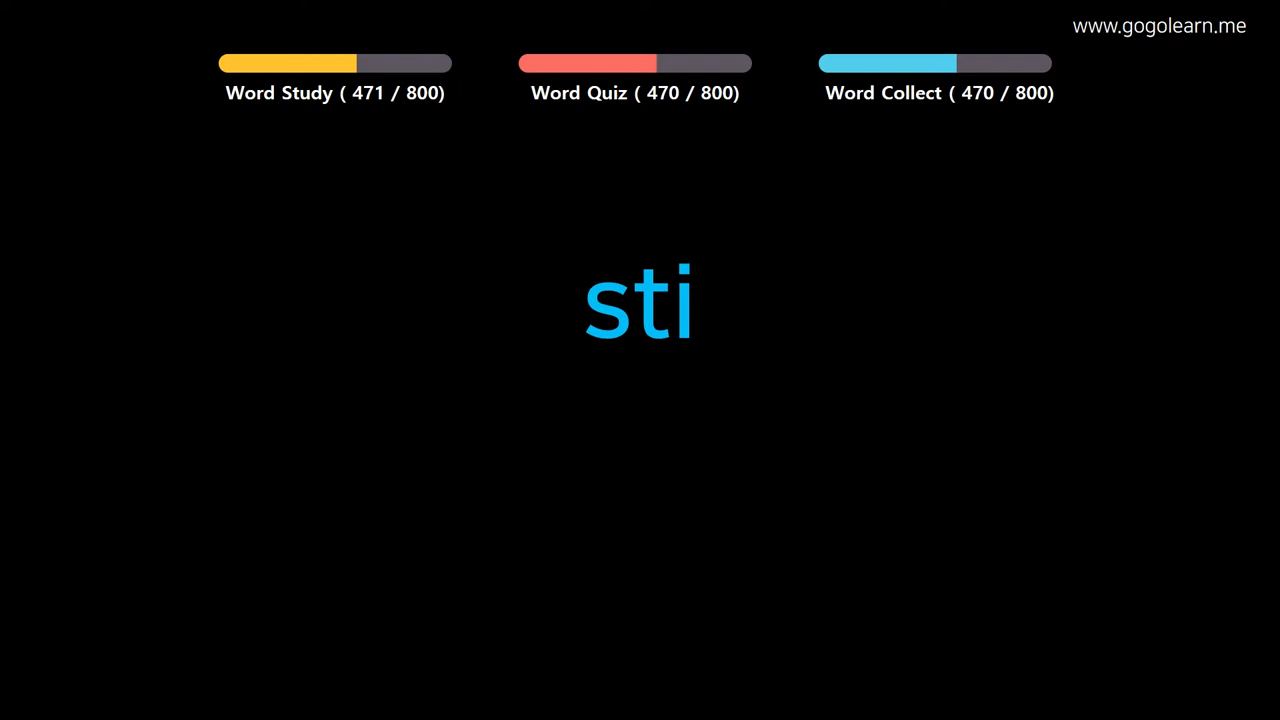 www.gogolearn.me
Word Study ( 471 / 800) Word Quiz ( 470 / 800) Word Collect ( 470 / 800)
sti